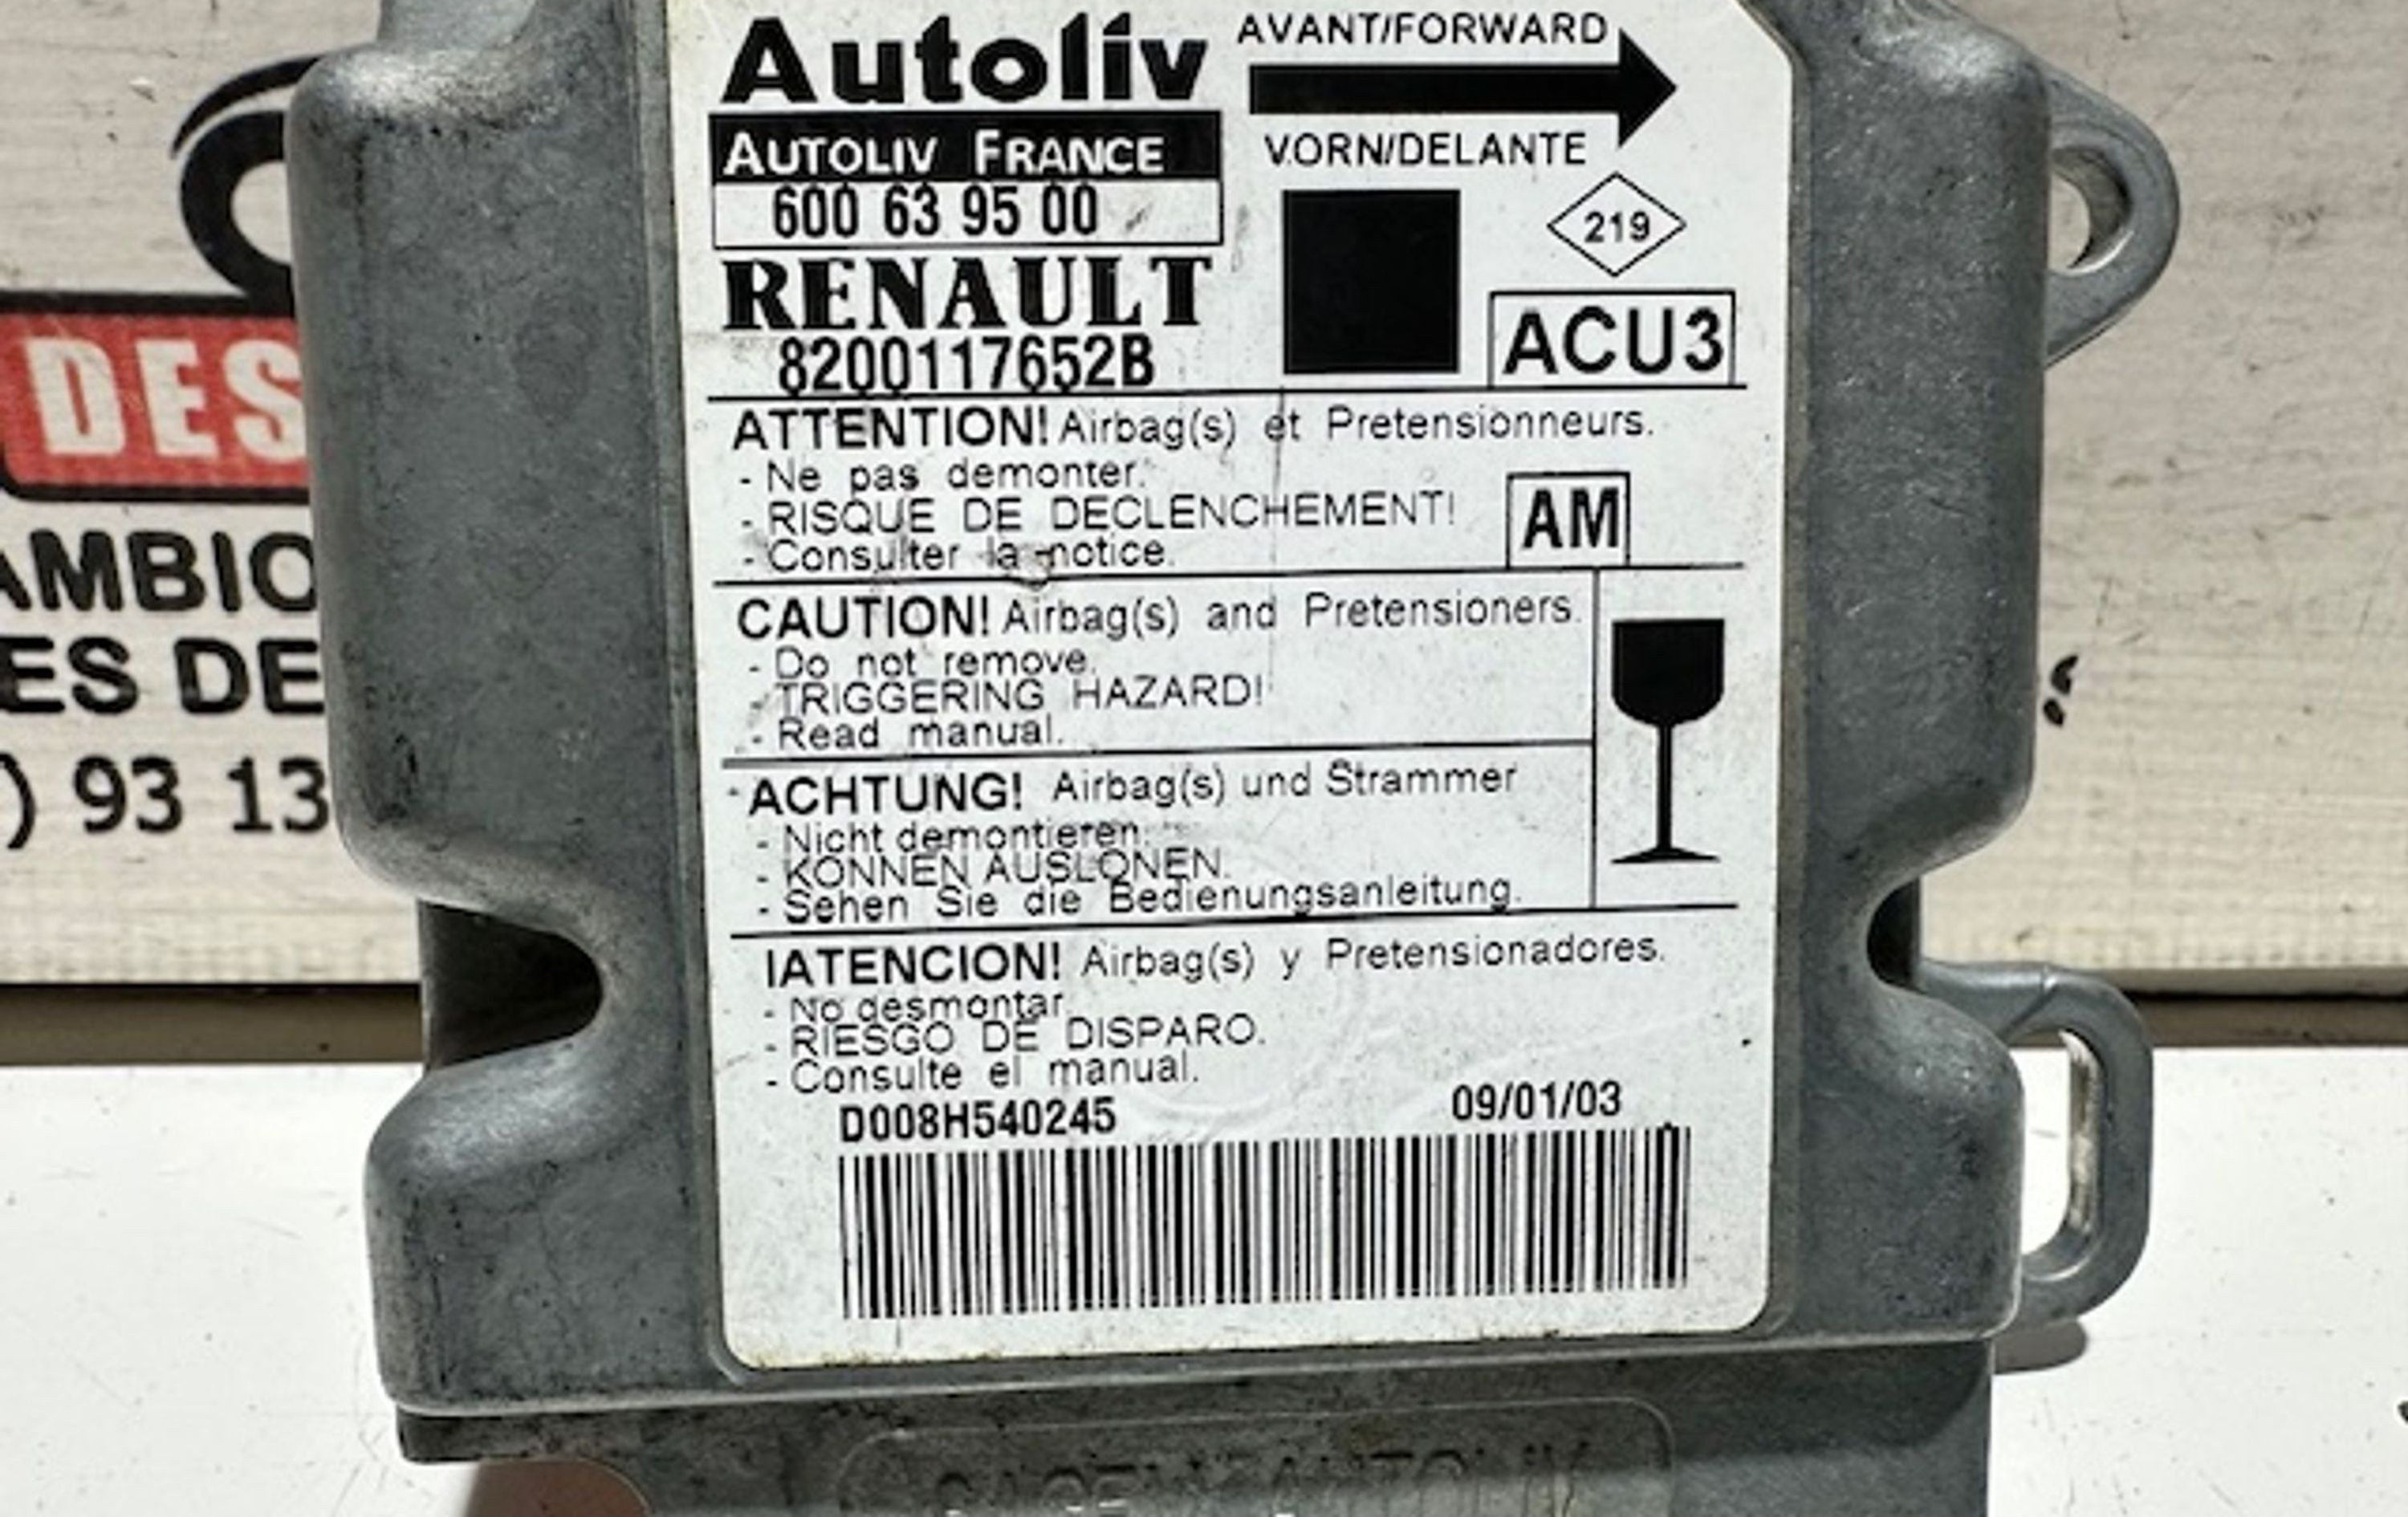 Autoliv
AVANT/FORWARD
AUTOLIV FRANCE
VORN/DELANTE
600 63 95 00
219
RENAULT
ACU3
8200117652B
ATTENTION! Airbag(s) et Pretensionneurs.
- Ne pas demonter.
- RISQUE DE DECLENCHEMENT!
AM
- Consulter la notice.
CAUTION! Airbag(s) and Pretensioners.
- Do not remove.
- TRIGGERING HAZARD!
- Read manual.
ACHTUNG! Airbag(s) und Strammer
- Nicht demontieren.
- KONNEN AUSLONEN.
- Sehen Sie die Bedienungsanleitung.
IATENCION! Airbag(s) y Pretensionadores.
- No desmontar.
- RIESGO DE DISPARO.
- Consulte el manual.
D008H540245
09/01/03
DES
AMBIO
ES DE
) 93 13